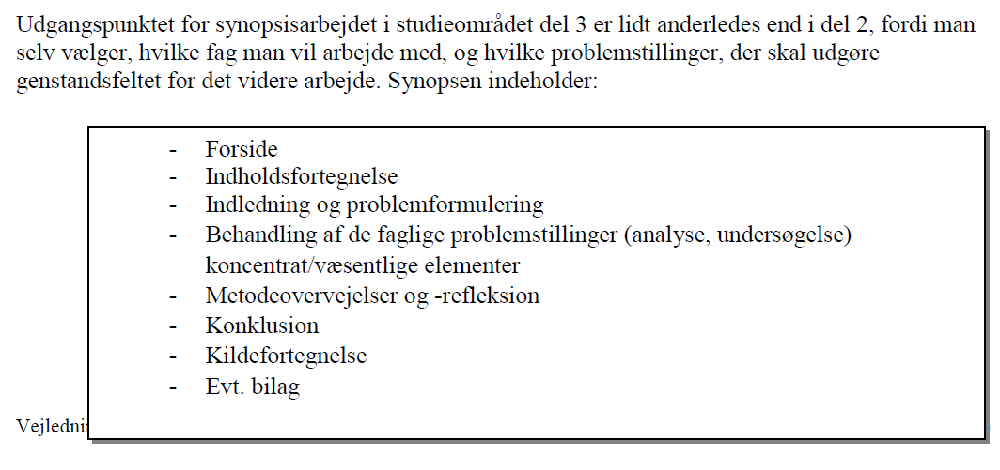 Udgangspunktet for synopsisarbejdet i studieområdet del 3 er lidt anderledes end i del 2, fordi man
selv vælger, hvilke fag man vil arbejde med, og hvilke problemstillinger, der skal udgøre
genstandsfeltet for det videre arbejde. Synopsen indeholder:
- Forside
- Indholdsfortegnelse
- Indledning og problemformulering
- Behandling af de faglige problemstillinger (analyse, undersøgelse)
koncentrat/væsentlige elementer
- Metodeovervejelser og -refleksion
- Konklusion
- Kildefortegnelse
- Evt. bilag